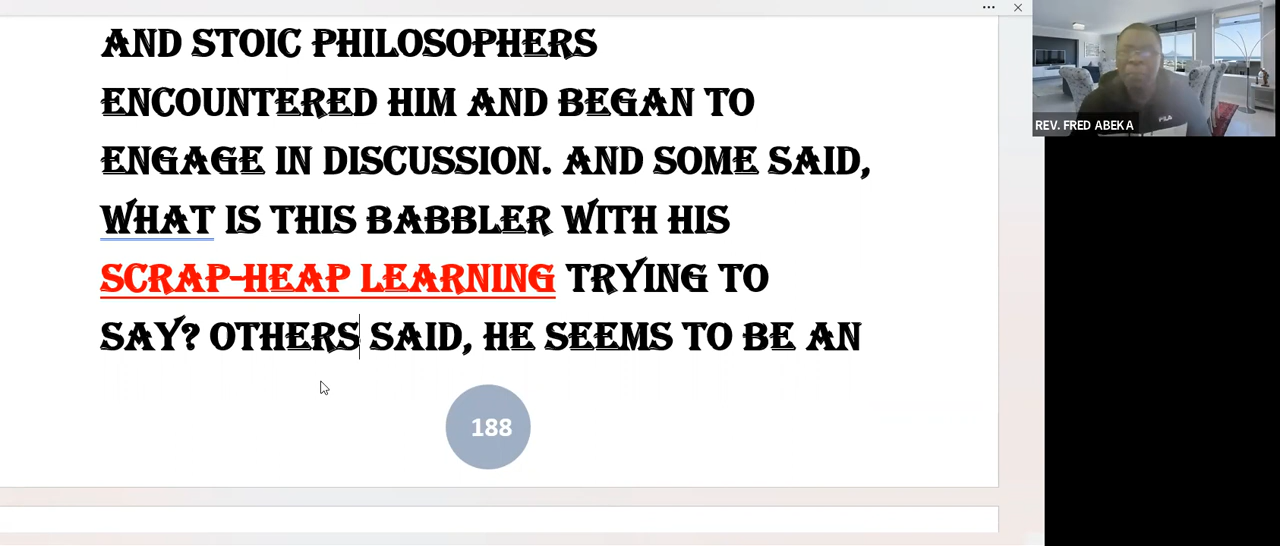 AND STOIC PHILOSOPHERS
ENCOUNTERED HIM AND BEGAN TO
ENGAGE IN DISCUSSION. AND SOME SAID,
WHAT IS THIS BABBLER WITH HIS
SCRAP-HEAP LEARNING TRYING TO
SAY? OTHERS SAID, HE SEEMS TO BE AN
188
REV. FRED ABEKA
FILA